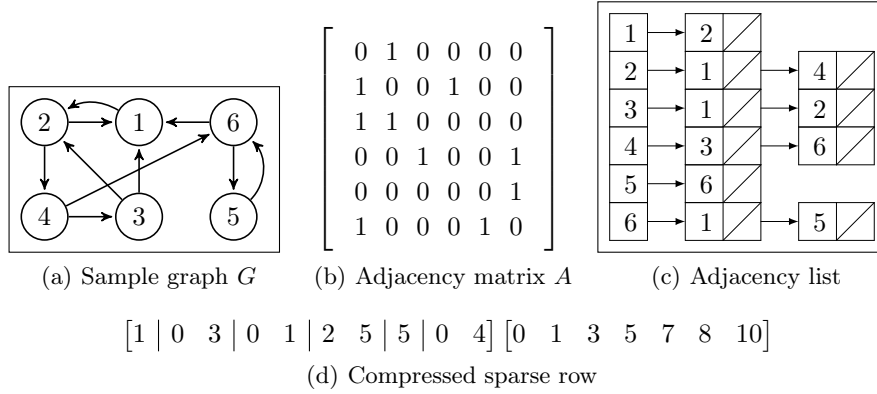 2 1 6
4 3 5
(a) Sample graph G
0 1 0 0 0 0
1 0 0 1 0 0
1 1 0 0 0 0
0 0 1 0 0 1
0 0 0 0 0 1
1 0 0 0 1 0
(b) Adjacency matrix A
1 2
2 1 4
3 1 2
4 3 6
5 6
6 1 5
(c) Adjacency list
[1 | 0 3 | 0 1 | 2 5 | 5 | 0 4] [0 1 3 5 7 8 10]
(d) Compressed sparse row